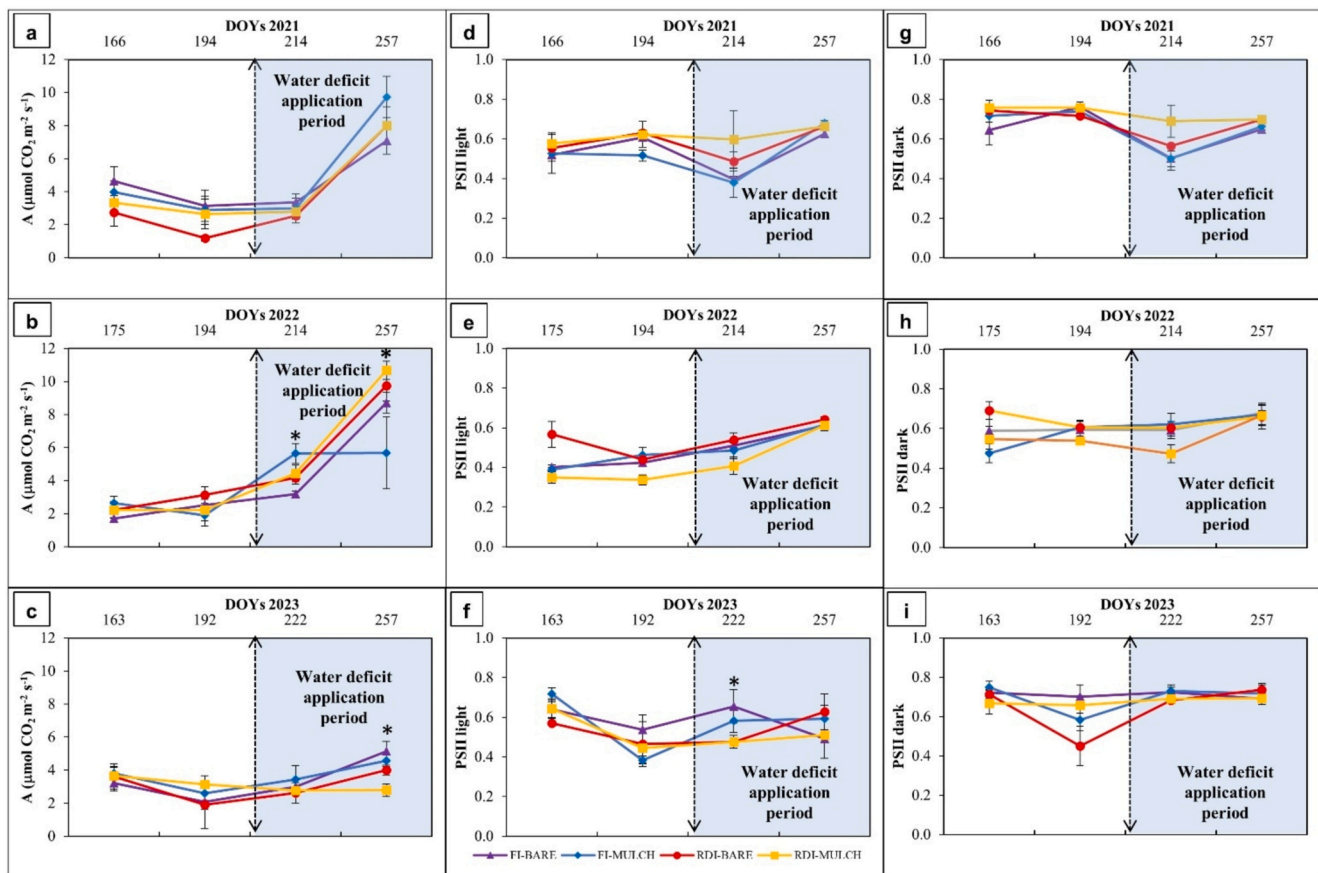 a
DOYs 2021
166 194 214 257
12
10
8
6
4
2
0
A (μmol CO₂ m⁻² s⁻¹)
Water deficit
application
period
d
DOYs 2021
166 194 214 257
1.0
0.8
0.6
0.4
0.2
0.0
PSII light
Water deficit
application
period
g
DOYs 2021
166 194 214 257
1.0
0.8
0.6
0.4
0.2
0.0
PSII dark
Water deficit
application
period
b
DOYs 2022
175 194 214 257
12
10
8
6
4
2
0
A (μmol CO₂ m⁻² s⁻¹)
Water deficit
application
period
*
*
e
DOYs 2022
175 194 214 257
1.0
0.8
0.6
0.4
0.2
0.0
PSII light
Water deficit
application
period
h
DOYs 2022
175 194 214 257
1.0
0.8
0.6
0.4
0.2
0.0
PSII dark
Water deficit
application
period
c
DOYs 2023
163 192 222 257
12
10
8
6
4
2
0
A (μmol CO₂ m⁻² s⁻¹)
Water deficit
application
period
*
f
DOYs 2023
163 192 222 257
1.0
0.8
0.6
0.4
0.2
0.0
PSII light
*
Water deficit
application
period
i
DOYs 2023
163 192 222 257
1.0
0.8
0.6
0.4
0.2
0.0
PSII dark
Water deficit
application
period
FI-BARE FI-MULCH RDI-BARE RDI-MULCH